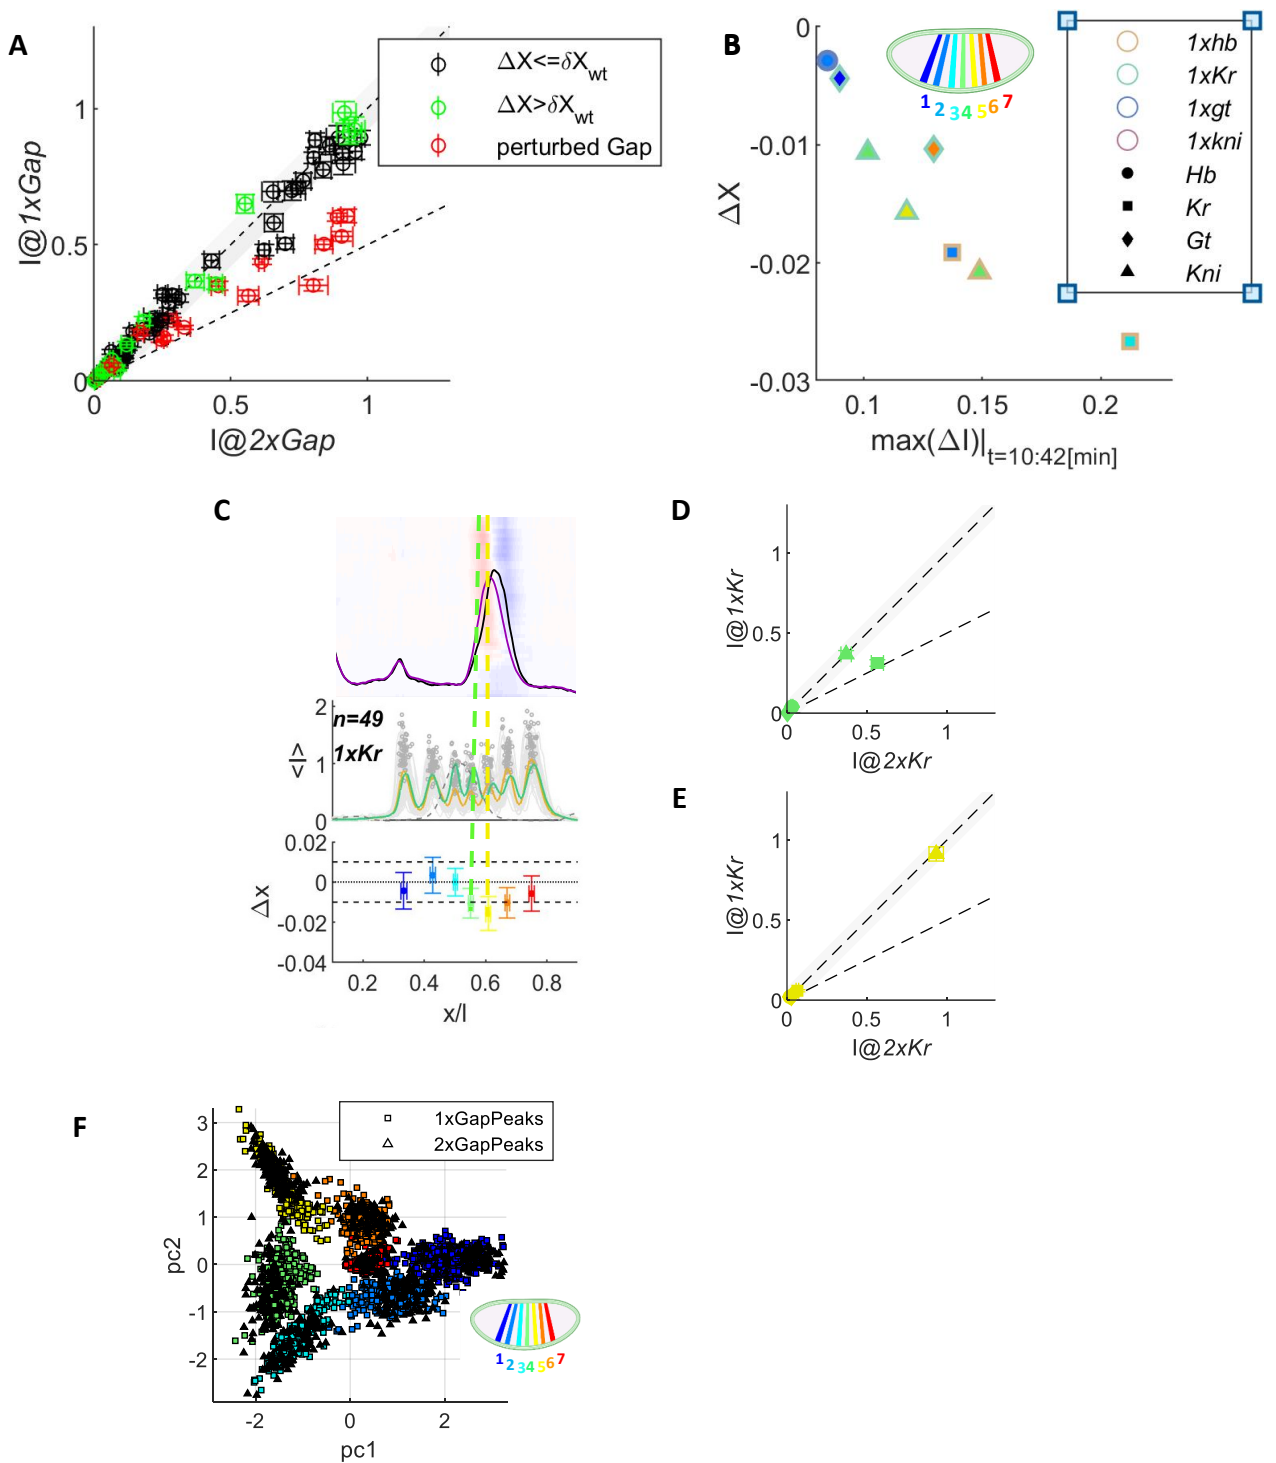 A
I@1xGap
1
0.5
0
0
0.5
1
I@2xGap
ΔX<=δX_wt
ΔX>δX_wt
perturbed Gap
B
ΔX
0
-0.01
-0.02
-0.03
0.1
0.15
0.2
max(ΔI)|_t=10:42[min]
1 2 3 4 5 6 7
1xhb
1xKr
1xgt
1xkni
Hb
Kr
Gt
Kni
C
n=49
1xKr
<I>
2
1
0
Δx
0.02
0
-0.02
-0.04
0.2
0.4
0.6
0.8
x/l
D
I@1xKr
1
0.5
0
0
0.5
1
I@2xKr
E
I@1xKr
1
0.5
0
0
0.5
1
I@2xKr
F
1xGapPeaks
2xGapPeaks
pc2
3
2
1
0
-1
-2
-2
0
2
pc1
1 2 3 4 5 6 7